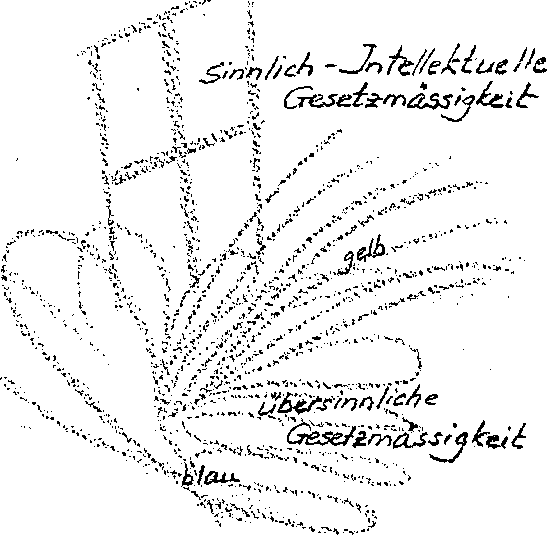 Sinnlich - Intellektuelle
Gesetzmässigkeit
gelb
übersinnliche
Gesetzmässigkeit
blau